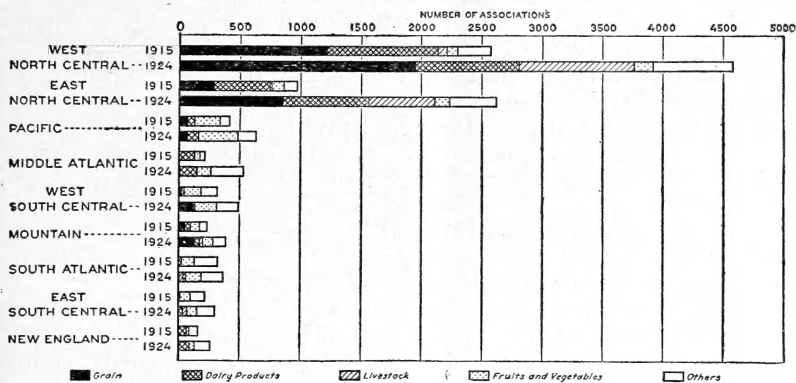 NUMBER OF ASSOCIATIONS
0 500 1000 1500 2000 2500 3000 3500 4000 4500 5000
WEST 1915
NORTH CENTRAL 1924
EAST 1915
NORTH CENTRAL 1924
PACIFIC 1915
1924
MIDDLE ATLANTIC 1915
1924
WEST 1915
SOUTH CENTRAL 1924
MOUNTAIN 1915
1924
SOUTH ATLANTIC 1915
1924
EAST 1915
SOUTH CENTRAL 1924
NEW ENGLAND 1915
1924
Grain Dairy Products Livestock Fruits and Vegetables Others